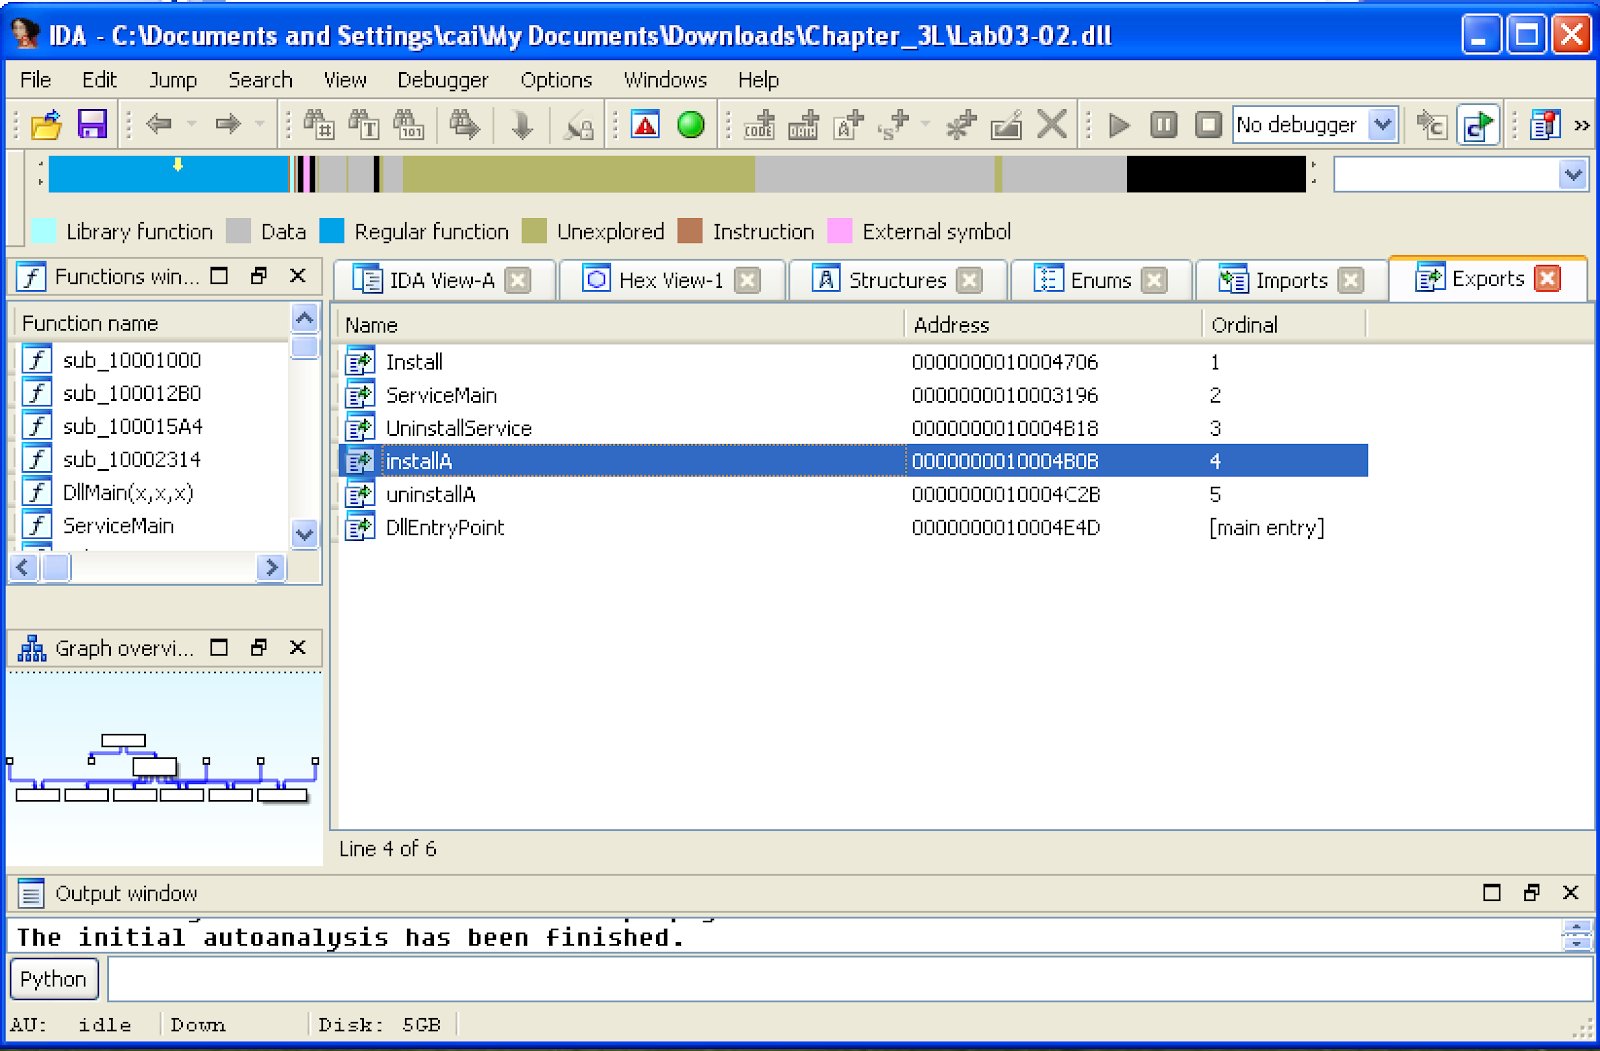 IDA - C:\Documents and Settings\cai\My Documents\Downloads\Chapter_3L\Lab03-02.dll
File Edit Jump Search View Debugger Options Windows Help
No debugger
Library function Data Regular function Unexplored Instruction External symbol
Functions win...
IDA View-A Hex View-1 Structures Enums Imports Exports
Function name
sub_10001000
sub_100012B0
sub_100015A4
sub_10002314
DllMain(x,x,x)
ServiceMain
Name Address Ordinal
Install 0000000010004706 1
ServiceMain 0000000010003196 2
UninstallService 0000000010004B18 3
installA 0000000010004B0B 4
uninstallA 0000000010004C2B 5
DllEntryPoint 0000000010004E4D [main entry]
Graph overvi...
Line 4 of 6
Output window
The initial autoanalysis has been finished.
Python
AU: idle Down Disk: 5GB